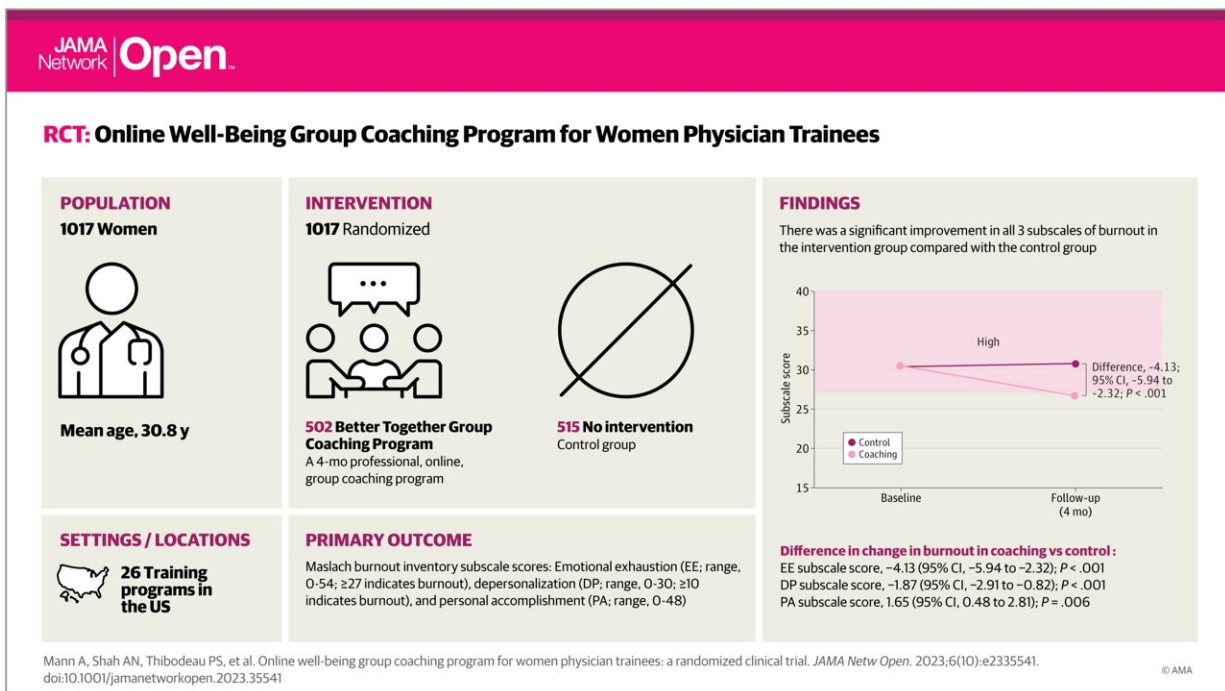 JAMA
Network
Open™
RCT: Online Well-Being Group Coaching Program for Women Physician Trainees
POPULATION
1017 Women
Mean age, 30.8 y
INTERVENTION
1017 Randomized
502 Better Together Group
Coaching Program
A 4-mo professional, online,
group coaching program
515 No intervention
Control group
SETTINGS / LOCATIONS
26 Training
programs in
the US
PRIMARY OUTCOME
Maslach burnout inventory subscale scores: Emotional exhaustion (EE; range,
0-54; ≥27 indicates burnout), depersonalization (DP; range, 0-30; ≥10
indicates burnout), and personal accomplishment (PA; range, 0-48)
FINDINGS
There was a significant improvement in all 3 subscales of burnout in
the intervention group compared with the control group
Subscale score
40
35
30
25
20
15
High
Difference, −4.13;
95% CI, −5.94 to
−2.32; P < .001
Control
Coaching
Baseline
Follow-up
(4 mo)
Difference in change in burnout in coaching vs control :
EE subscale score, −4.13 (95% CI, −5.94 to −2.32); P < .001
DP subscale score, −1.87 (95% CI, −2.91 to −0.82); P < .001
PA subscale score, 1.65 (95% CI, 0.48 to 2.81); P = .006
Mann A, Shah AN, Thibodeau PS, et al. Online well-being group coaching program for women physician trainees: a randomized clinical trial. JAMA Netw Open. 2023;6(10):e2335541.
doi:10.1001/jamanetworkopen.2023.35541
© AMA